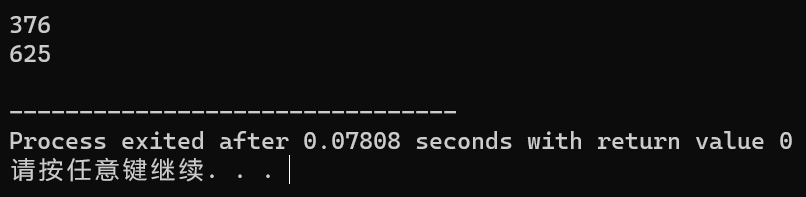 376
625
--------------------------------
Process exited after 0.07808 seconds with return value 0
请按任意键继续. . .